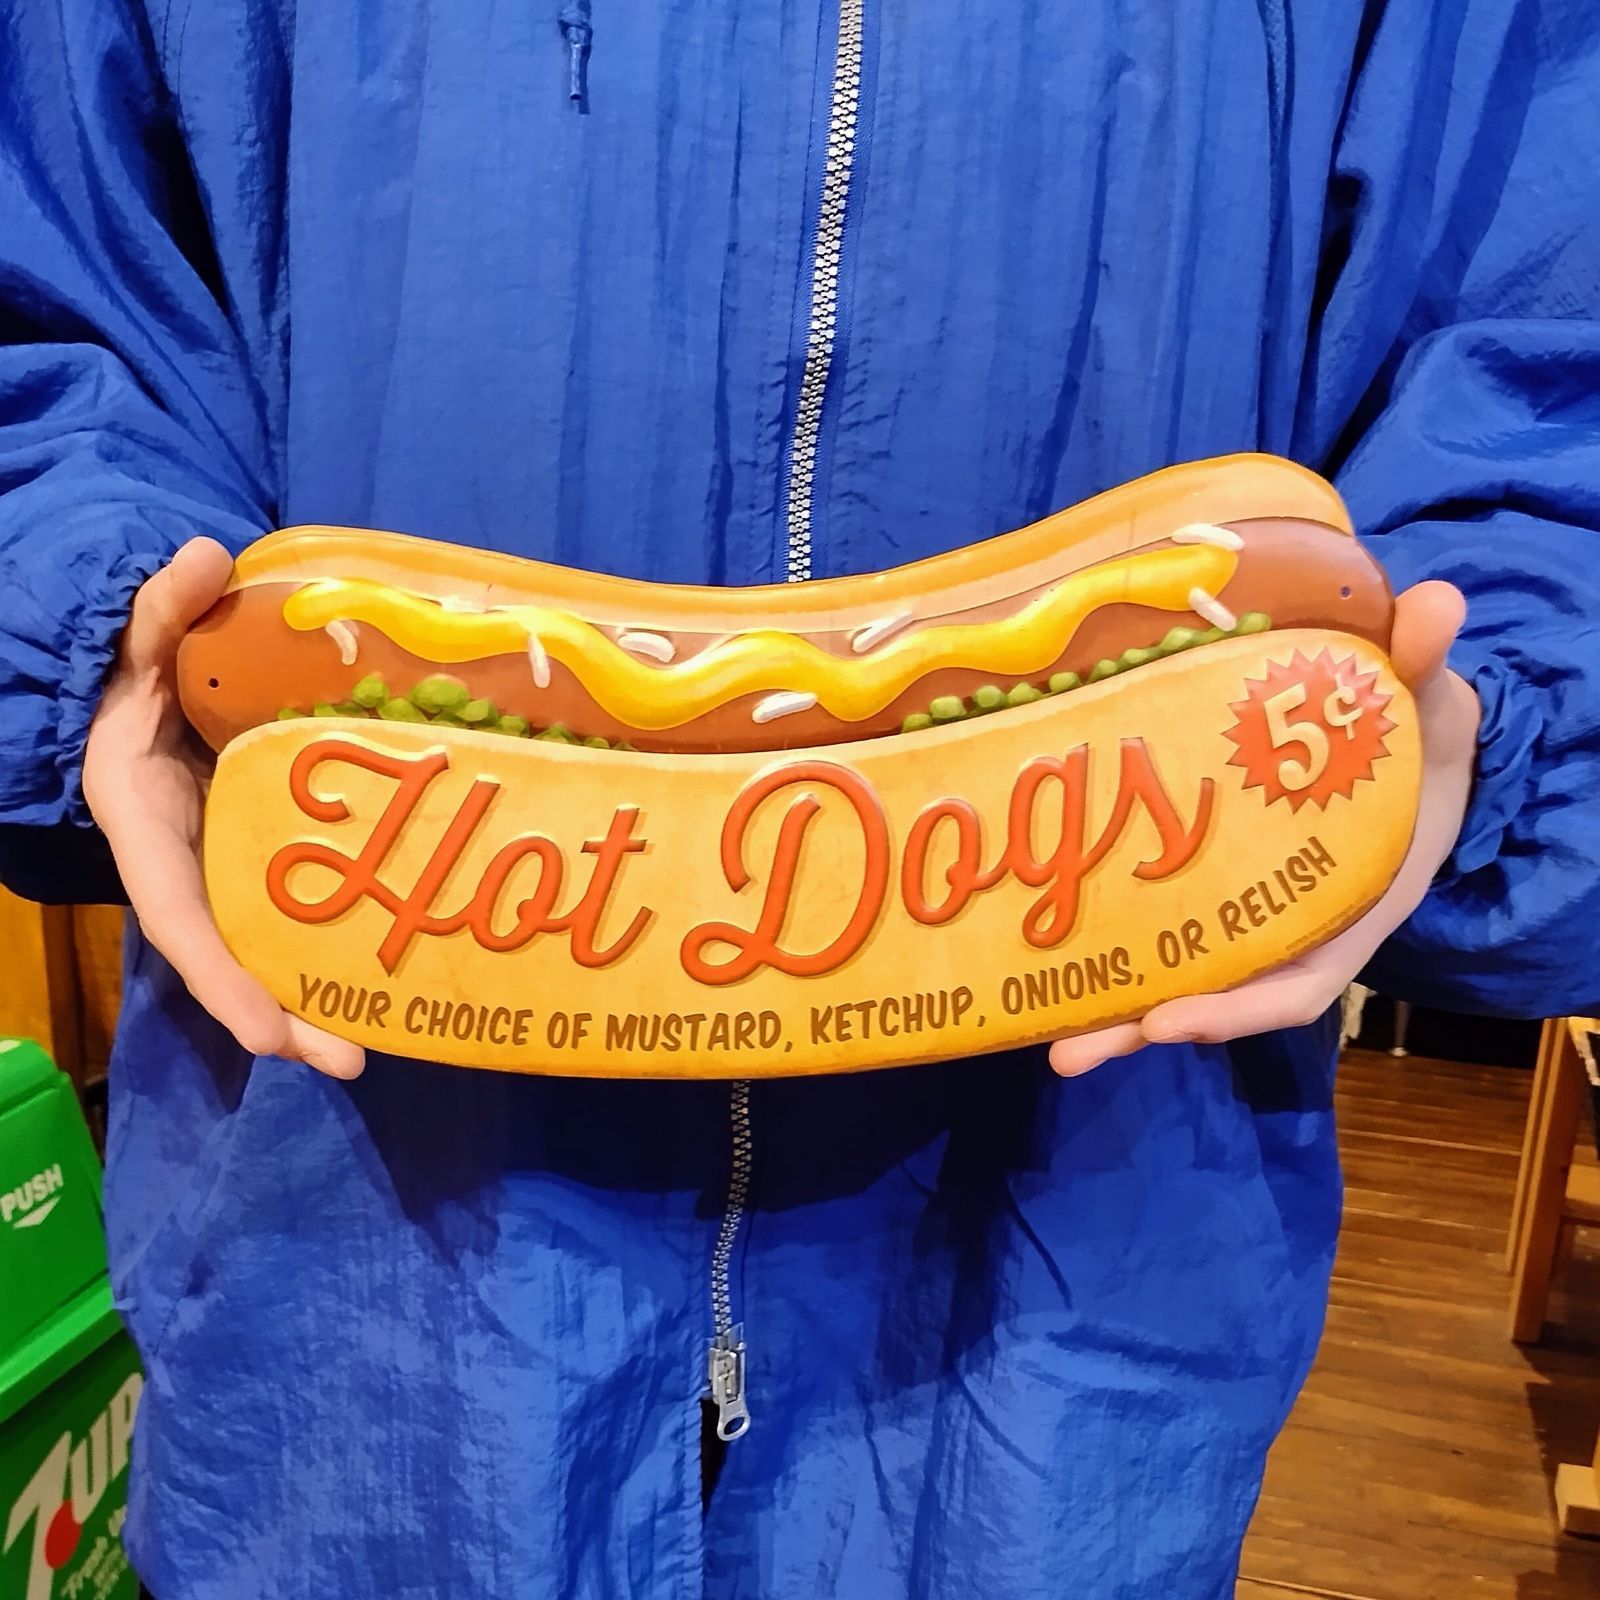 Hot Dogs
5¢
YOUR CHOICE OF MUSTARD, KETCHUP, ONIONS, OR RELISH
PUSH
7UP